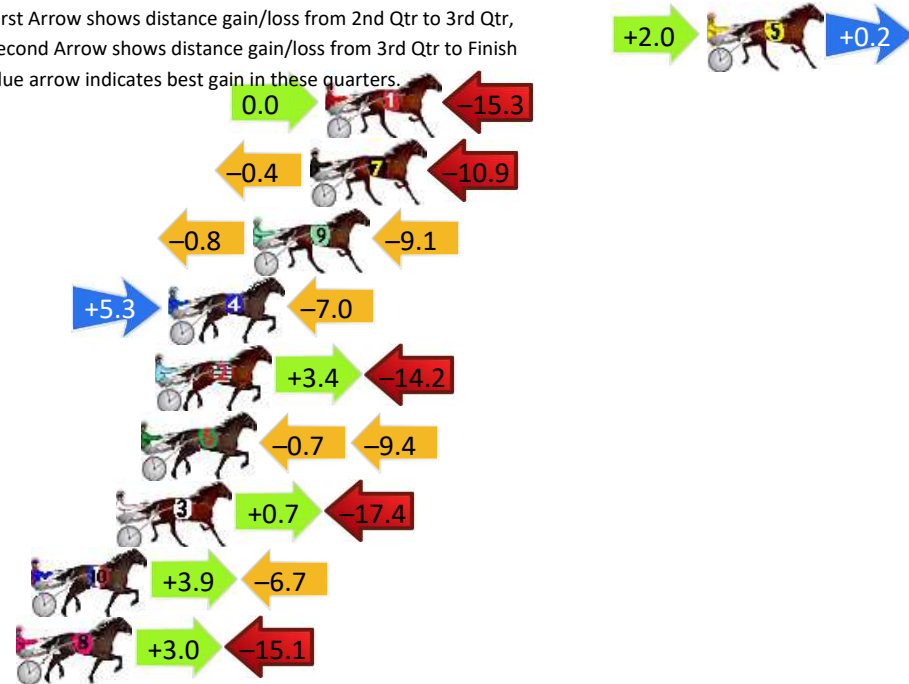 rst Arrow shows distance gain/loss from 2nd Qtr to 3rd Qtr,
econd Arrow shows distance gain/loss from 3rd Qtr to Finish
lue arrow indicates best gain in these quarters.
+2.0 5 +0.2
0.0 1 –15.3
–0.4 7 –10.9
–0.8 9 –9.1
+5.3 4 –7.0
2 +3.4 –14.2
6 –0.7 –9.4
3 +0.7 –17.4
10 +3.9 –6.7
8 +3.0 –15.1